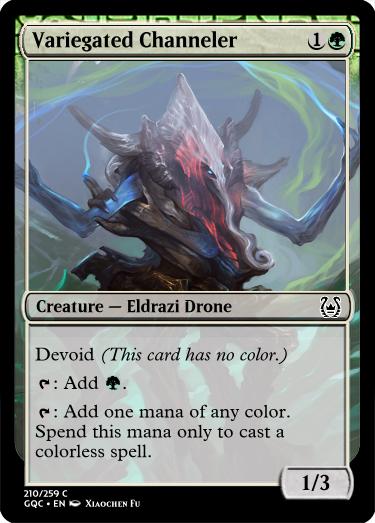 Variegated Channeler 1
Creature — Eldrazi Drone
Devoid (This card has no color.)
: Add .
: Add one mana of any color.
Spend this mana only to cast a
colorless spell.
1/3
210/259 C
GQC • EN Xiaochen Fu